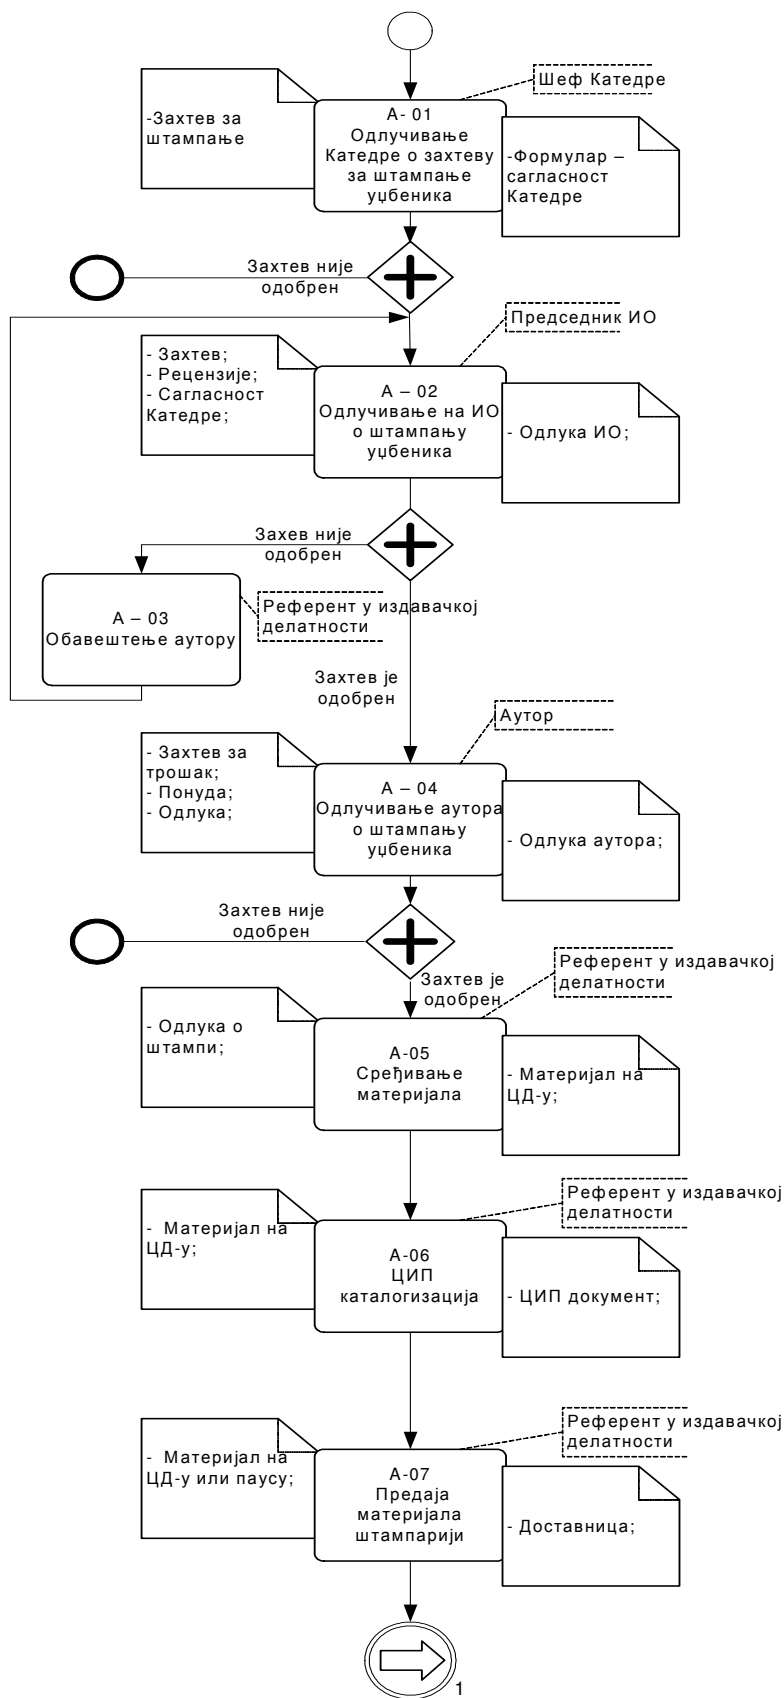 Шеф Катедре
-Захтев за
штампање
А- 01
Одлучивање
Катедре о захтеву
за штампање
уџбеника
-Формулар –
сагласност
Катедре
Захтев није
одобрен
Председник ИО
- Захтев;
- Рецензије;
- Сагласност
Катедре;
А – 02
Одлучивање на ИО
о штампању
уџбеника
- Одлука ИО;
Захев није
одобрен
А – 03
Обавештење аутору
Референт у издавачкој
делатности
Захтев је
одобрен
Аутор
- Захтев за
трошак;
- Понуда;
- Одлука;
А – 04
Одлучивање аутора
о штампању
уџбеника
- Одлука аутора;
Захтев није
одобрен
Захтев је
одобрен
Референт у издавачкој
делатности
- Одлука о
штампи;
А-05
Сређивање
материјала
- Материјал на
ЦД-у;
Референт у издавачкој
делатности
- Материјал на
ЦД-у;
А-06
ЦИП
каталогизација
- ЦИП документ;
Референт у издавачкој
делатности
- Материјал на
ЦД-у или паусу;
А-07
Предаја
материјала
штампарији
- Доставница;
1